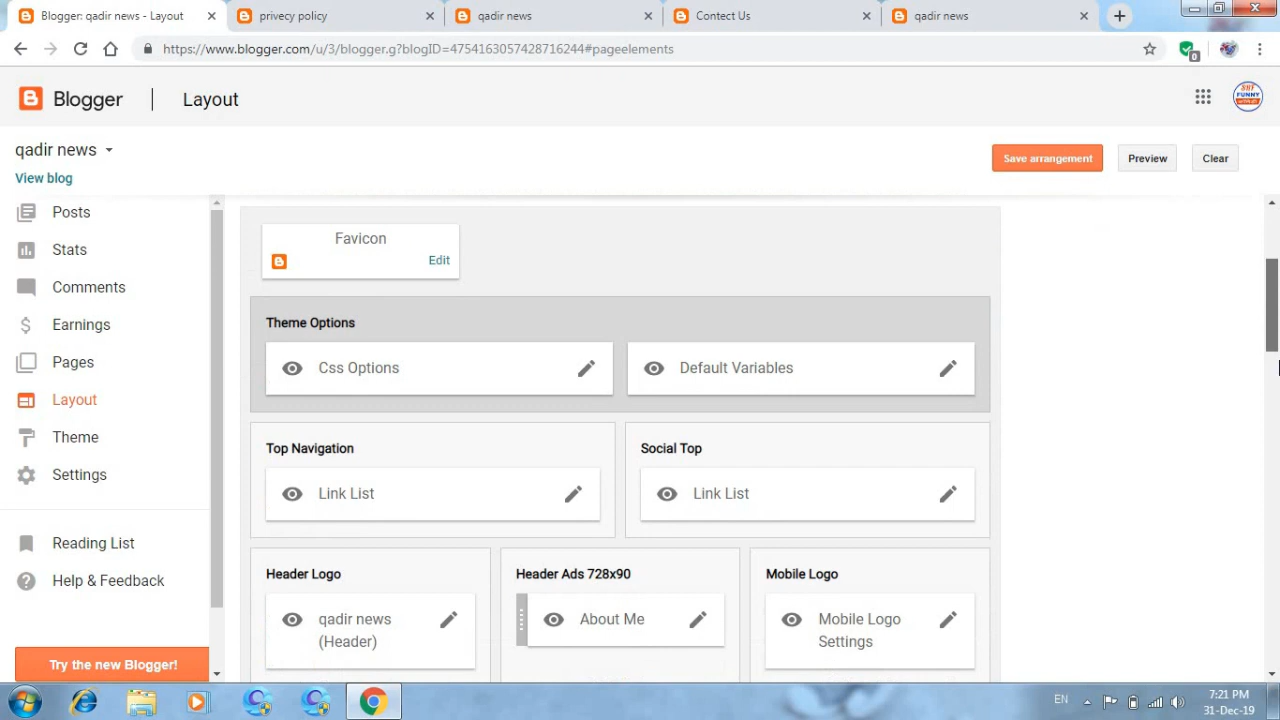 Blogger: qadir news - Layout
privecy policy
qadir news
Contact Us
qadir news
https://www.blogger.com/u/3/blogger.g?blogID=4754163057428716244#pageelements
0
Blogger
Layout
FUNNY
qadir news
View blog
Save arrangement
Preview
Clear
Posts
Stats
Comments
Earnings
Pages
Layout
Theme
Settings
Reading List
Help & Feedback
Try the new Blogger!
Favicon
Edit
Theme Options
Css Options
Default Variables
Top Navigation
Link List
Social Top
Link List
Header Logo
qadir news
(Header)
Header Ads 728x90
About Me
Mobile Logo
Mobile Logo
Settings
EN
7:21 PM
31-Dec-19